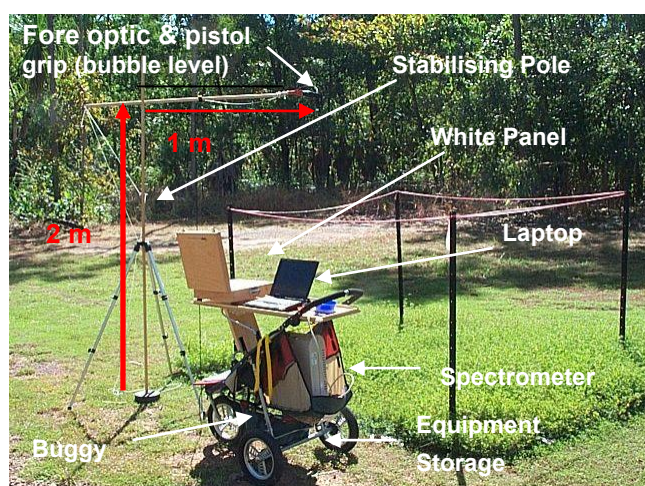 Fore optic & pistol
grip (bubble level)
Stabilising Pole
1 m
White Panel
2 m
Laptop
Spectrometer
Buggy
Equipment
Storage